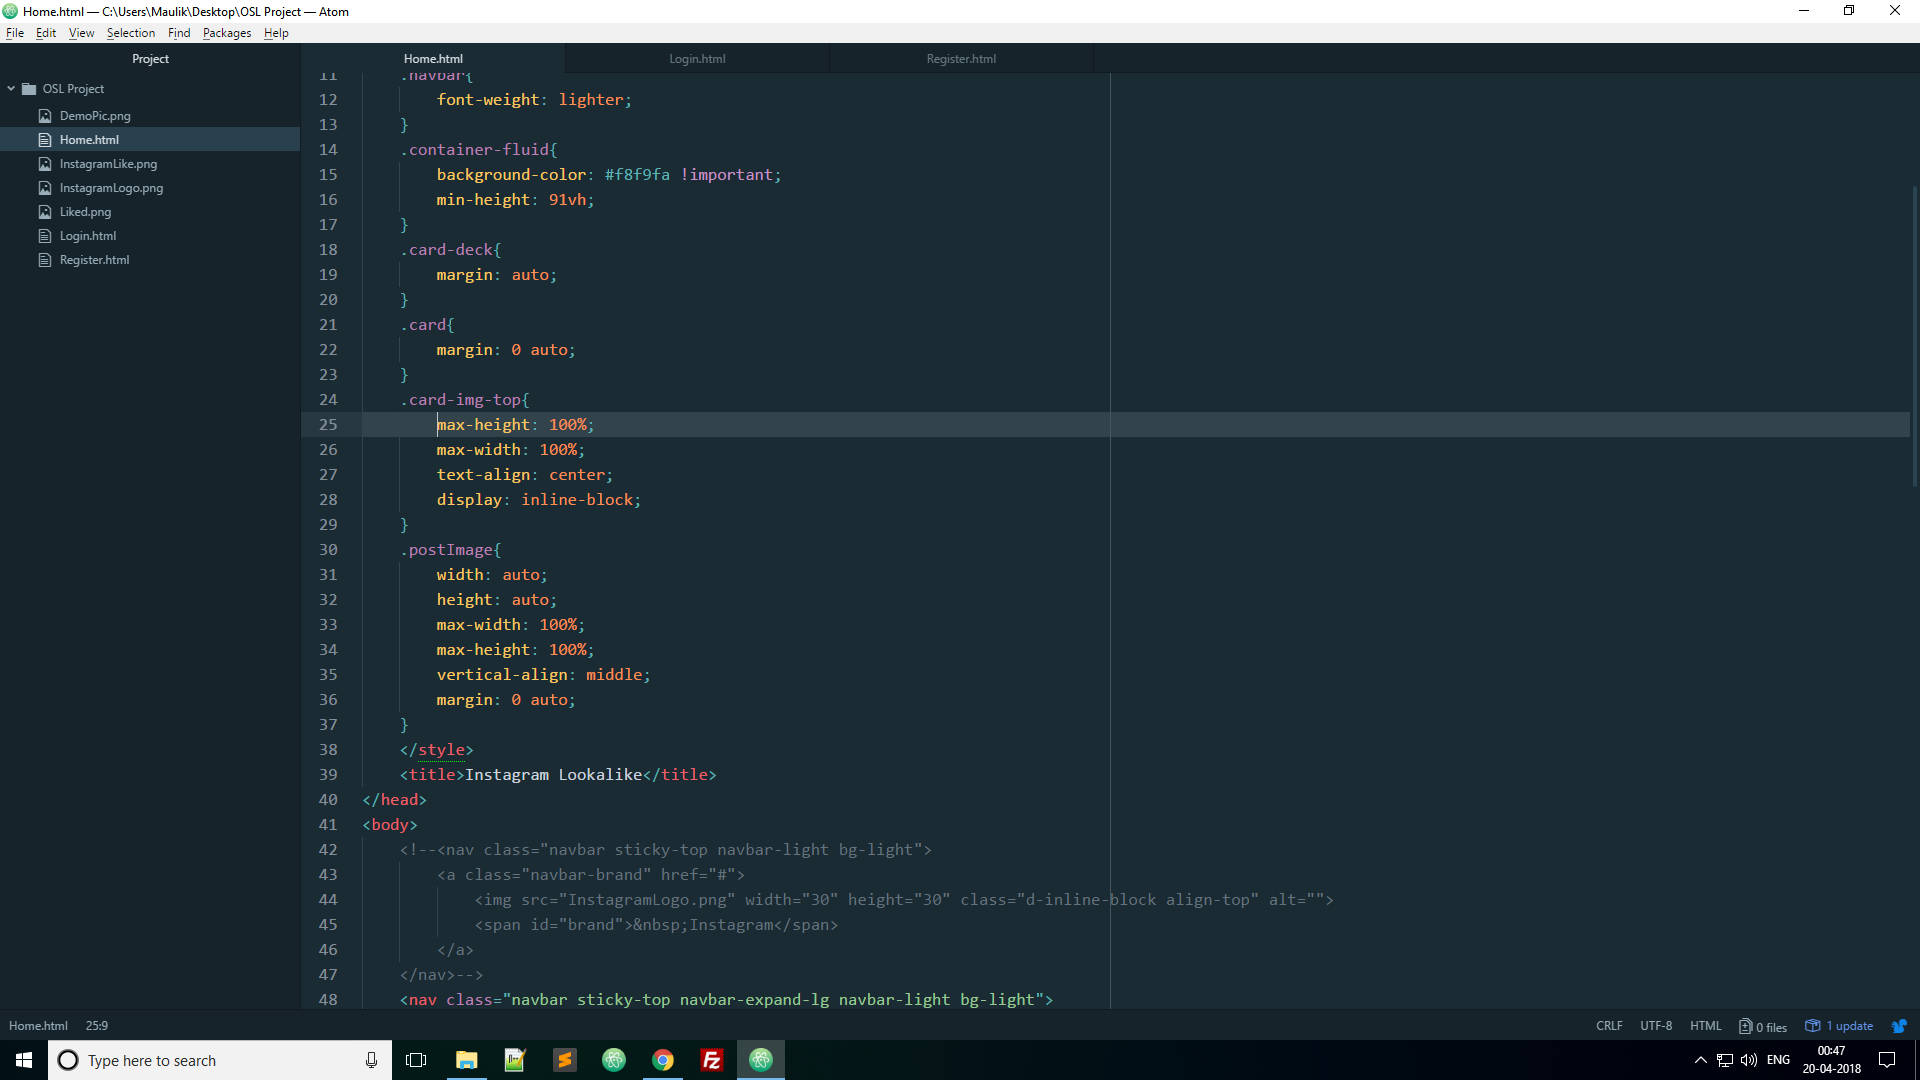 Home.html — C:\Users\Maulik\Desktop\OSL Project — Atom
File Edit View Selection Find Packages Help
Project
OSL Project
DemoPic.png
Home.html
InstagramLike.png
InstagramLogo.png
Liked.png
Login.html
Register.html
Home.html Login.html Register.html
11 .navbar{
12 font-weight: lighter;
13 }
14 .container-fluid{
15 background-color: #f8f9fa !important;
16 min-height: 91vh;
17 }
18 .card-deck{
19 margin: auto;
20 }
21 .card{
22 margin: 0 auto;
23 }
24 .card-img-top{
25 max-height: 100%;
26 max-width: 100%;
27 text-align: center;
28 display: inline-block;
29 }
30 .postImage{
31 width: auto;
32 height: auto;
33 max-width: 100%;
34 max-height: 100%;
35 vertical-align: middle;
36 margin: 0 auto;
37 }
38 </style>
39 <title>Instagram Lookalike</title>
40 </head>
41 <body>
42 <!--<nav class="navbar sticky-top navbar-light bg-light">
43 <a class="navbar-brand" href="#">
44 <img src="InstagramLogo.png" width="30" height="30" class="d-inline-block align-top" alt="">
45 <span id="brand">&nbsp;Instagram</span>
46 </a>
47 </nav>-->
48 <nav class="navbar sticky-top navbar-expand-lg navbar-light bg-light">
Home.html 25:9
CRLF UTF-8 HTML 0 files 1 update
Type here to search
ENG
00:47
20-04-2018